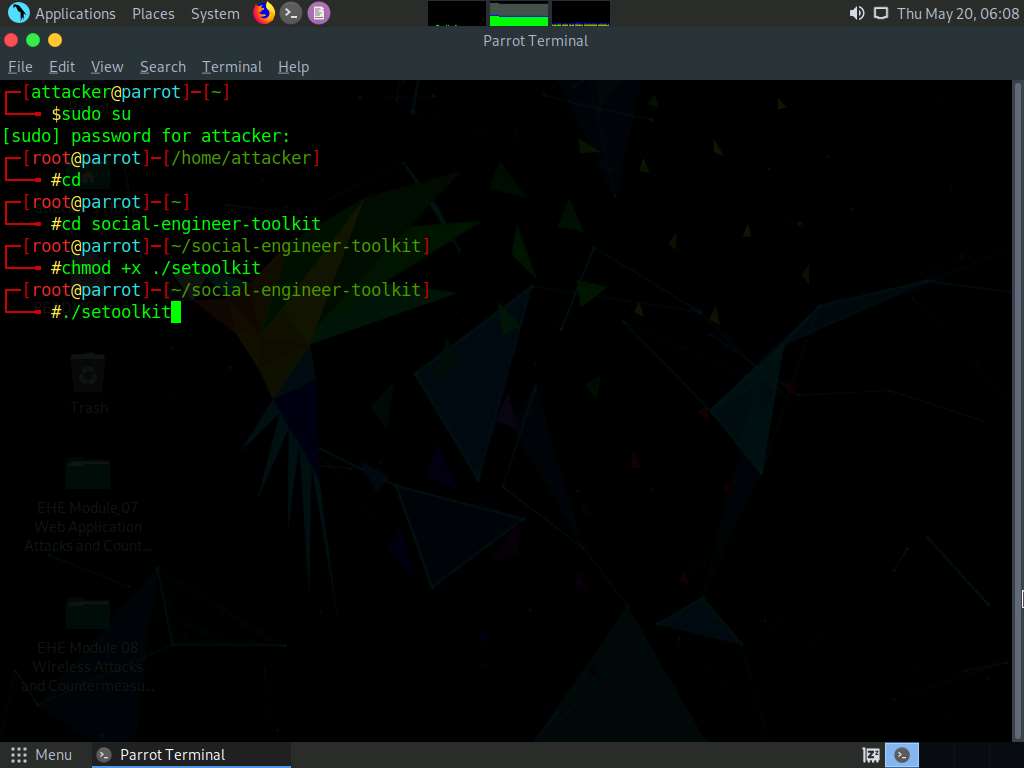 Applications Places System Thu May 20, 06:08
Parrot Terminal
File Edit View Search Terminal Help
┌─[attacker@parrot]─[~]
└──╼ $sudo su
[sudo] password for attacker:
┌─[root@parrot]─[/home/attacker]
└──╼ #cd
┌─[root@parrot]─[~]
└──╼ #cd social-engineer-toolkit
┌─[root@parrot]─[~/social-engineer-toolkit]
└──╼ #chmod +x ./setoolkit
┌─[root@parrot]─[~/social-engineer-toolkit]
└──╼ #./setoolkit
Trash
EHE Module 07
Web Application
Attacks and Count...
EHE Module 08
Wireless Attacks
and Countermeasu...
Menu Parrot Terminal